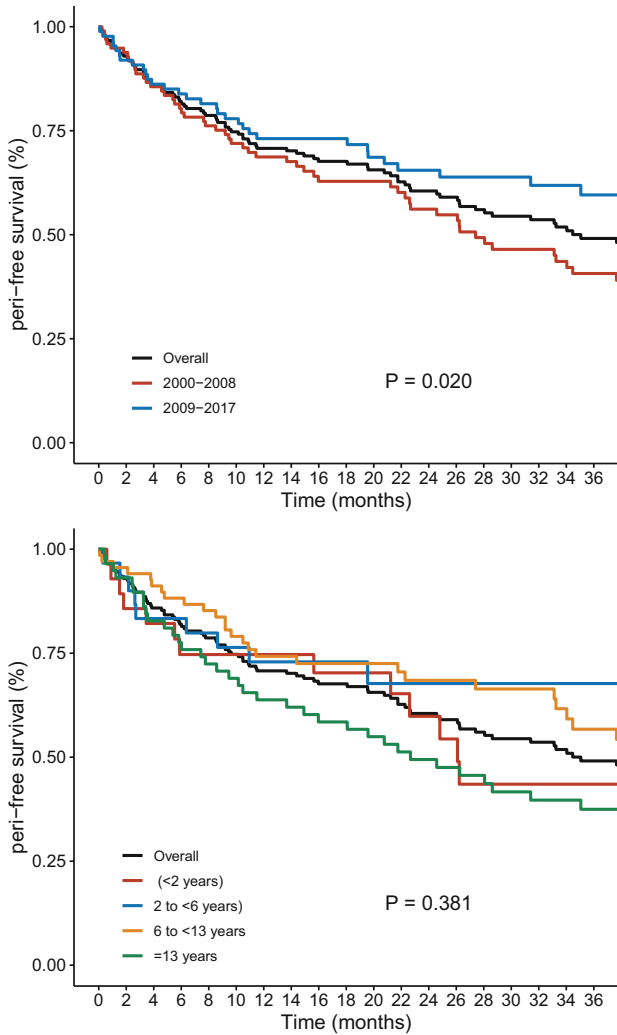 1.00
0.75
0.50
0.25
0.00
peri−free survival (%)
Overall
2000−2008
2009−2017
P = 0.020
0 2 4 6 8 10 12 14 16 18 20 22 24 26 28 30 32 34 36
Time (months)
1.00
0.75
0.50
0.25
0.00
peri−free survival (%)
Overall
(<2 years)
2 to <6 years)
6 to <13 years
=13 years
P = 0.381
0 2 4 6 8 10 12 14 16 18 20 22 24 26 28 30 32 34 36
Time (months)